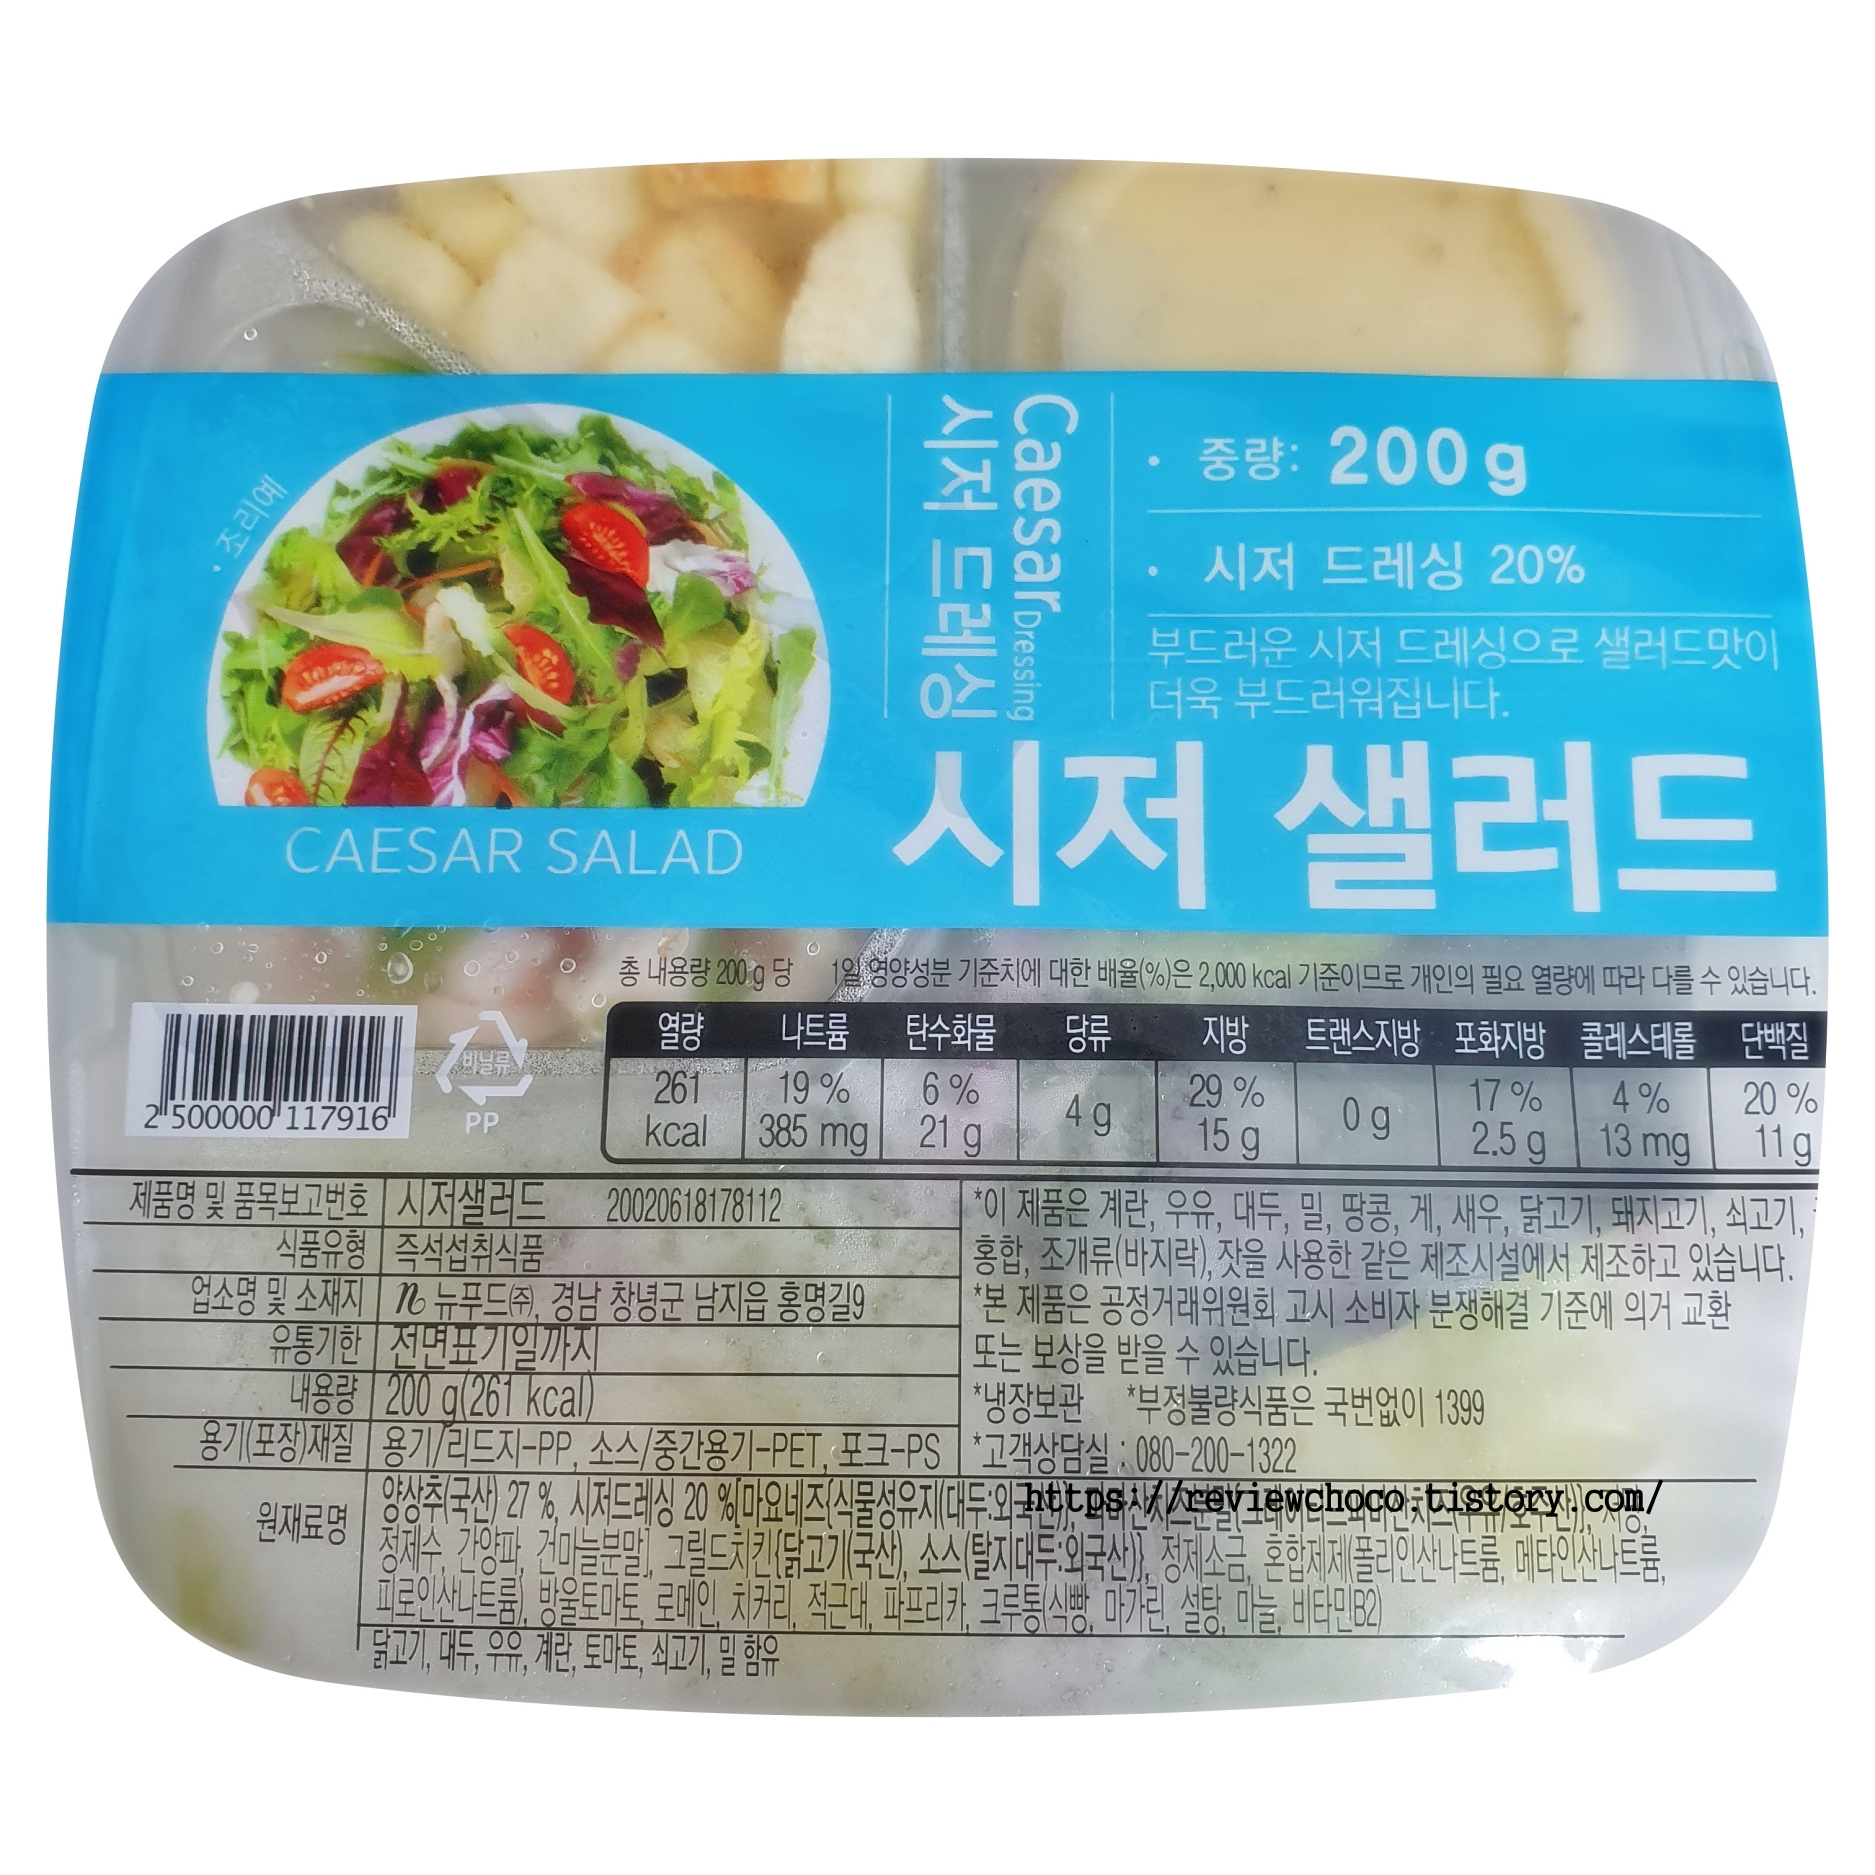 · 조리예
CAESAR SALAD
Caesar Dressing
시저 드레싱
· 중량: 200 g
· 시저 드레싱 20%
부드러운 시저 드레싱으로 샐러드맛이
더욱 부드러워집니다.
시저 샐러드
총 내용량 200 g 당 1일 영양성분 기준치에 대한 배율(%)은 2,000 kcal 기준이므로 개인의 필요 열량에 따라 다를 수 있습니다.
열량 나트륨 탄수화물 당류 지방 트랜스지방 포화지방 콜레스테롤 단백질
261 19 % 6 % 4 g 29 % 0 g 17 % 4 % 20 %
kcal 385 mg 21 g 15 g 2.5 g 13 mg 11 g
2 500000 117916
비닐류
PP
제품명 및 품목보고번호 시저샐러드 20020618178112
식품유형 즉석섭취식품
업소명 및 소재지 n 뉴푸드㈜, 경남 창녕군 남지읍 홍명길9
유통기한 전면표기일까지
내용량 200 g(261 kcal)
용기(포장)재질 용기/리드지-PP, 소스/중간용기-PET, 포크-PS
*이 제품은 계란, 우유, 대두, 밀, 땅콩, 게, 새우, 닭고기, 돼지고기, 쇠고기,
홍합, 조개류(바지락), 잣을 사용한 같은 제조시설에서 제조하고 있습니다.
*본 제품은 공정거래위원회 고시 소비자 분쟁해결 기준에 의거 교환
또는 보상을 받을 수 있습니다.
*냉장보관 *부정불량식품은 국번없이 1399
*고객상담실 : 080-200-1322
https://reviewchoco.tistory.com/
원재료명 양상추(국산) 27 %, 시저드레싱 20 %[마요네즈{식물성유지(대두:외국산)},
정제수, 간양파, 건마늘분말], 그릴드치킨{닭고기(국산), 소스(탈지대두:외국산)}, 정제소금, 혼합제제(폴리인산나트륨, 메타인산나트륨,
피로인산나트륨), 방울토마토, 로메인, 치커리, 적근대, 파프리카, 크루통(식빵, 마가린, 설탕, 마늘, 비타민B2)
닭고기, 대두, 우유, 계란, 토마토, 쇠고기, 밀 함유